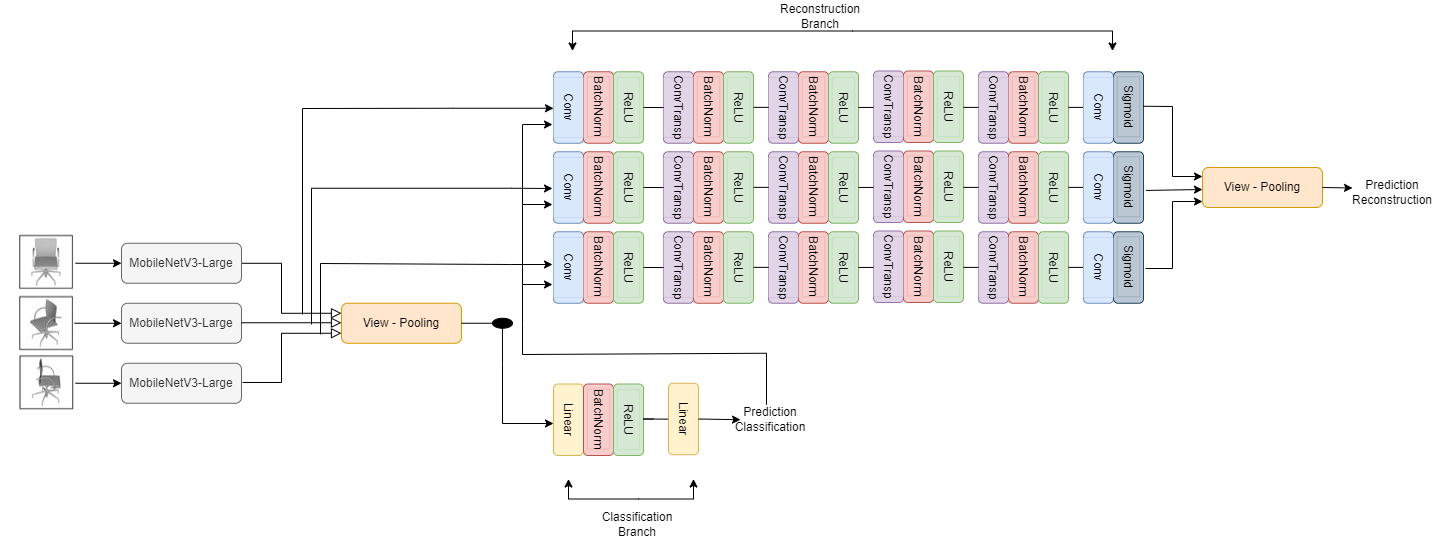 Reconstruction
Branch
Conv BatchNorm ReLU ConvTransp BatchNorm ReLU ConvTransp BatchNorm ReLU ConvTransp BatchNorm ReLU ConvTransp BatchNorm ReLU Conv Sigmoid
Conv BatchNorm ReLU ConvTransp BatchNorm ReLU ConvTransp BatchNorm ReLU ConvTransp BatchNorm ReLU ConvTransp BatchNorm ReLU Conv Sigmoid
View - Pooling
Prediction
Reconstruction
Conv BatchNorm ReLU ConvTransp BatchNorm ReLU ConvTransp BatchNorm ReLU ConvTransp BatchNorm ReLU ConvTransp BatchNorm ReLU Conv Sigmoid
MobileNetV3-Large
MobileNetV3-Large
View - Pooling
MobileNetV3-Large
Linear BatchNorm ReLU Linear
Prediction
Classification
Classification
Branch